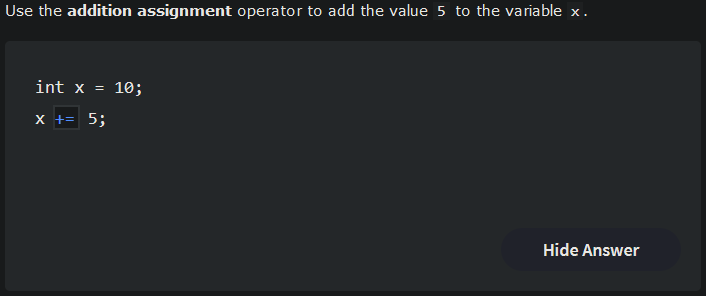 Use the addition assignment operator to add the value 5 to the variable x.
int x = 10;
x += 5;
Hide Answer